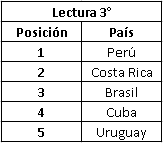 Lectura 3°
Posición País
1 Perú
2 Costa Rica
3 Brasil
4 Cuba
5 Uruguay